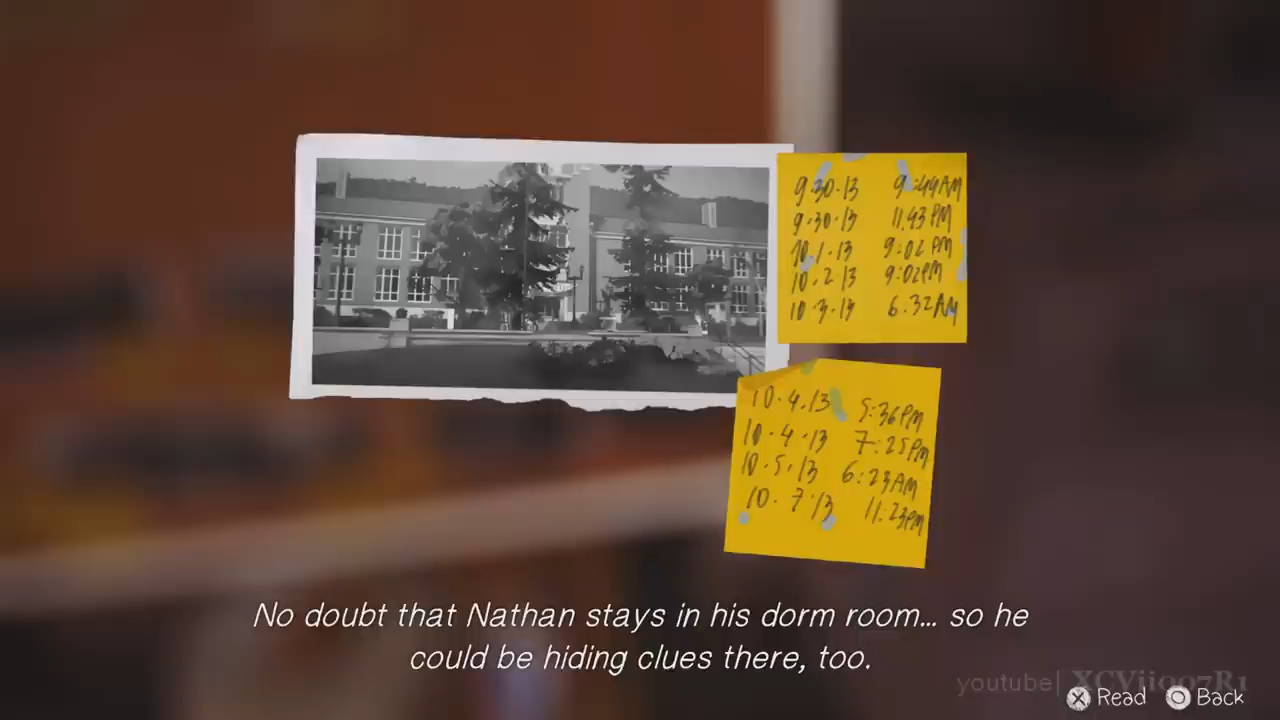 9·30·13 9:49AM
9·30·13 11:43PM
10·1·13 9:02PM
10·2·13 9:02PM
10·3·13 6:32AM
10·4·13 5:36PM
10·4·13 7:25PM
10·5·13 6:23AM
10·7·13 11:23PM
No doubt that Nathan stays in his dorm room... so he
could be hiding clues there, too.
youtube| XCVii007R1
Read Back